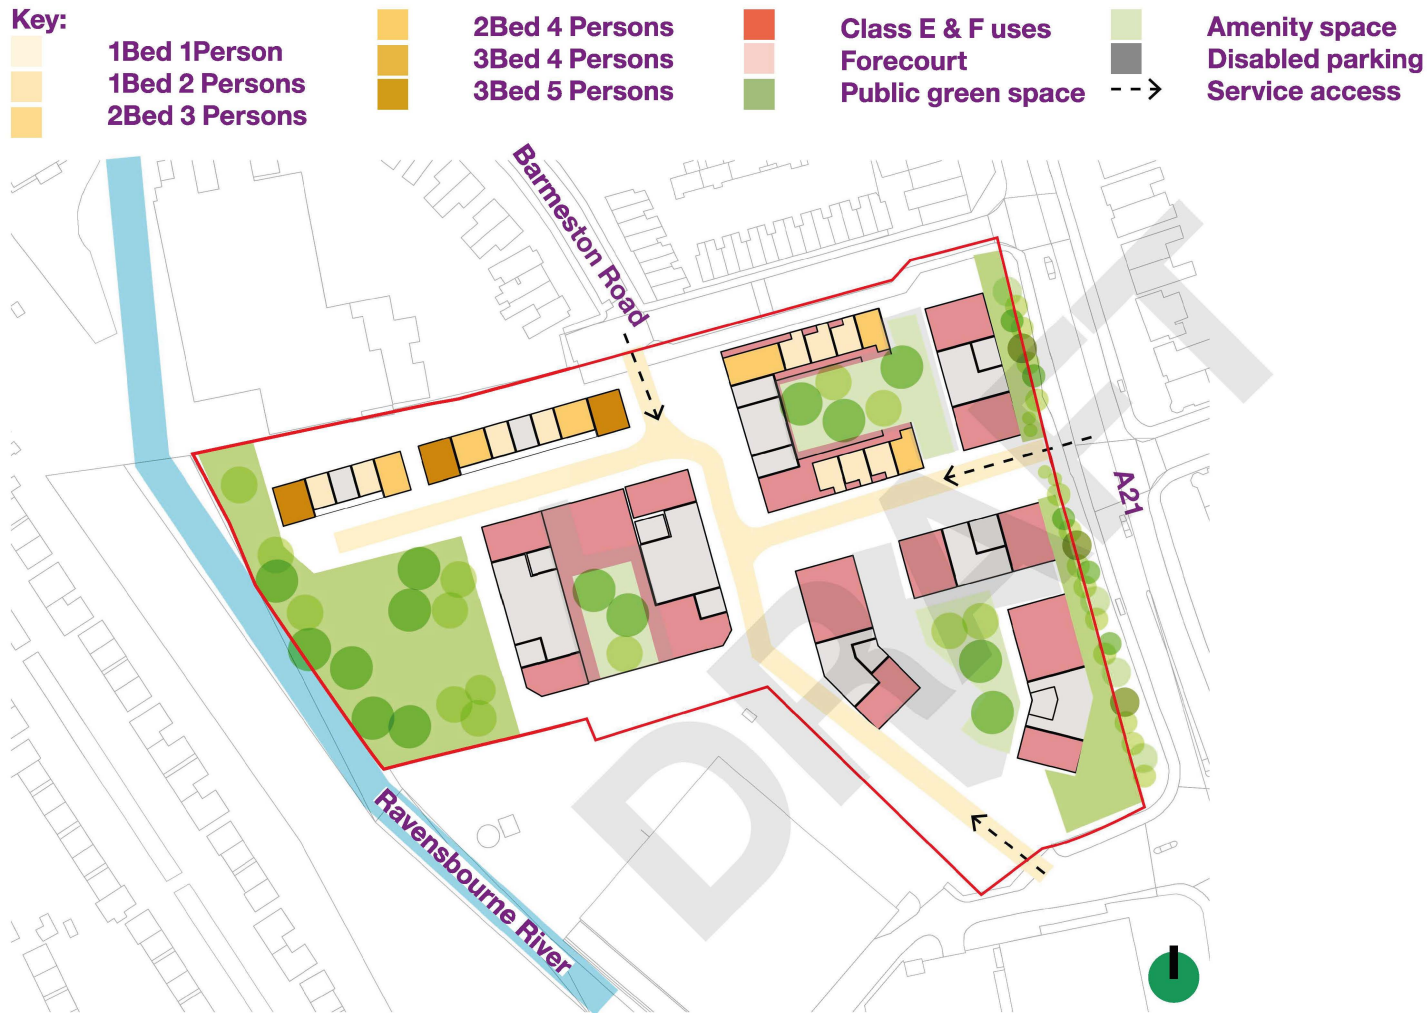 Key:
1Bed 1Person
1Bed 2 Persons
2Bed 3 Persons
2Bed 4 Persons
3Bed 4 Persons
3Bed 5 Persons
Class E & F uses
Forecourt
Public green space
Amenity space
Disabled parking
Service access
Barmeston Road
A21
Ravensbourne River
DRAFT